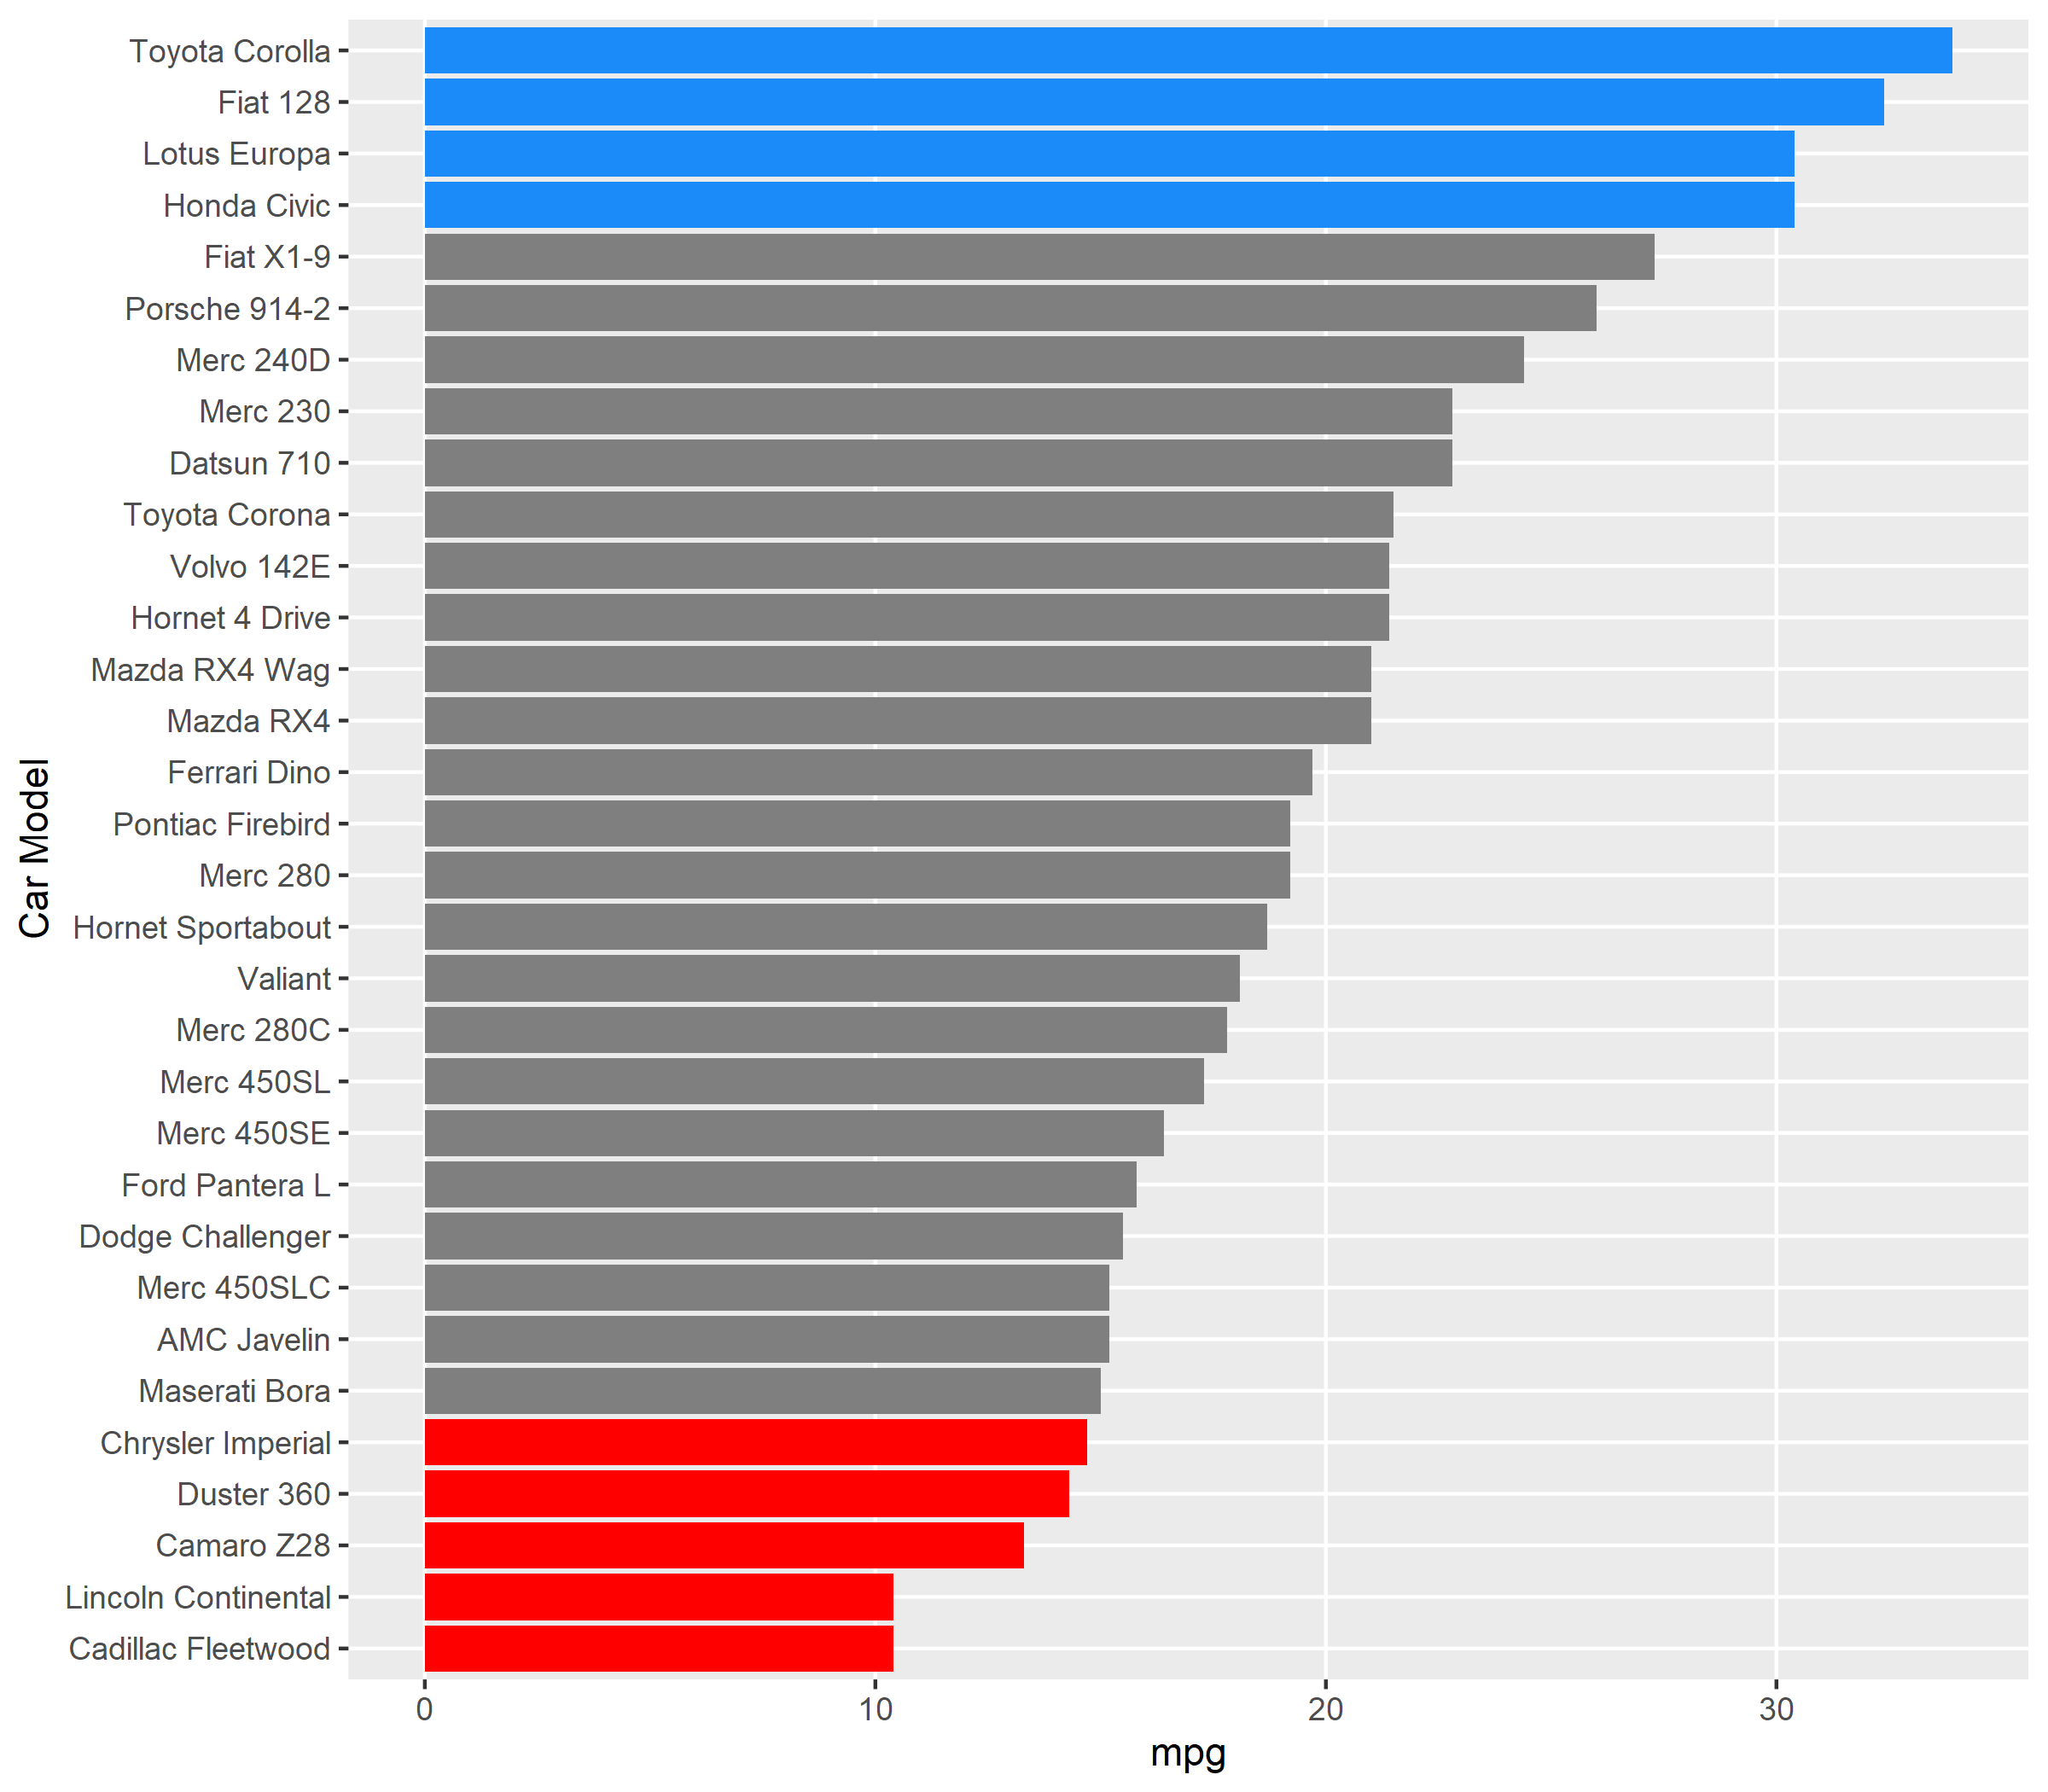 Toyota Corolla
Fiat 128
Lotus Europa
Honda Civic
Fiat X1-9
Porsche 914-2
Merc 240D
Merc 230
Datsun 710
Toyota Corona
Volvo 142E
Hornet 4 Drive
Mazda RX4 Wag
Mazda RX4
Ferrari Dino
Pontiac Firebird
Merc 280
Hornet Sportabout
Valiant
Merc 280C
Merc 450SL
Merc 450SE
Ford Pantera L
Dodge Challenger
Merc 450SLC
AMC Javelin
Maserati Bora
Chrysler Imperial
Duster 360
Camaro Z28
Lincoln Continental
Cadillac Fleetwood
Car Model
0 10 20 30
mpg